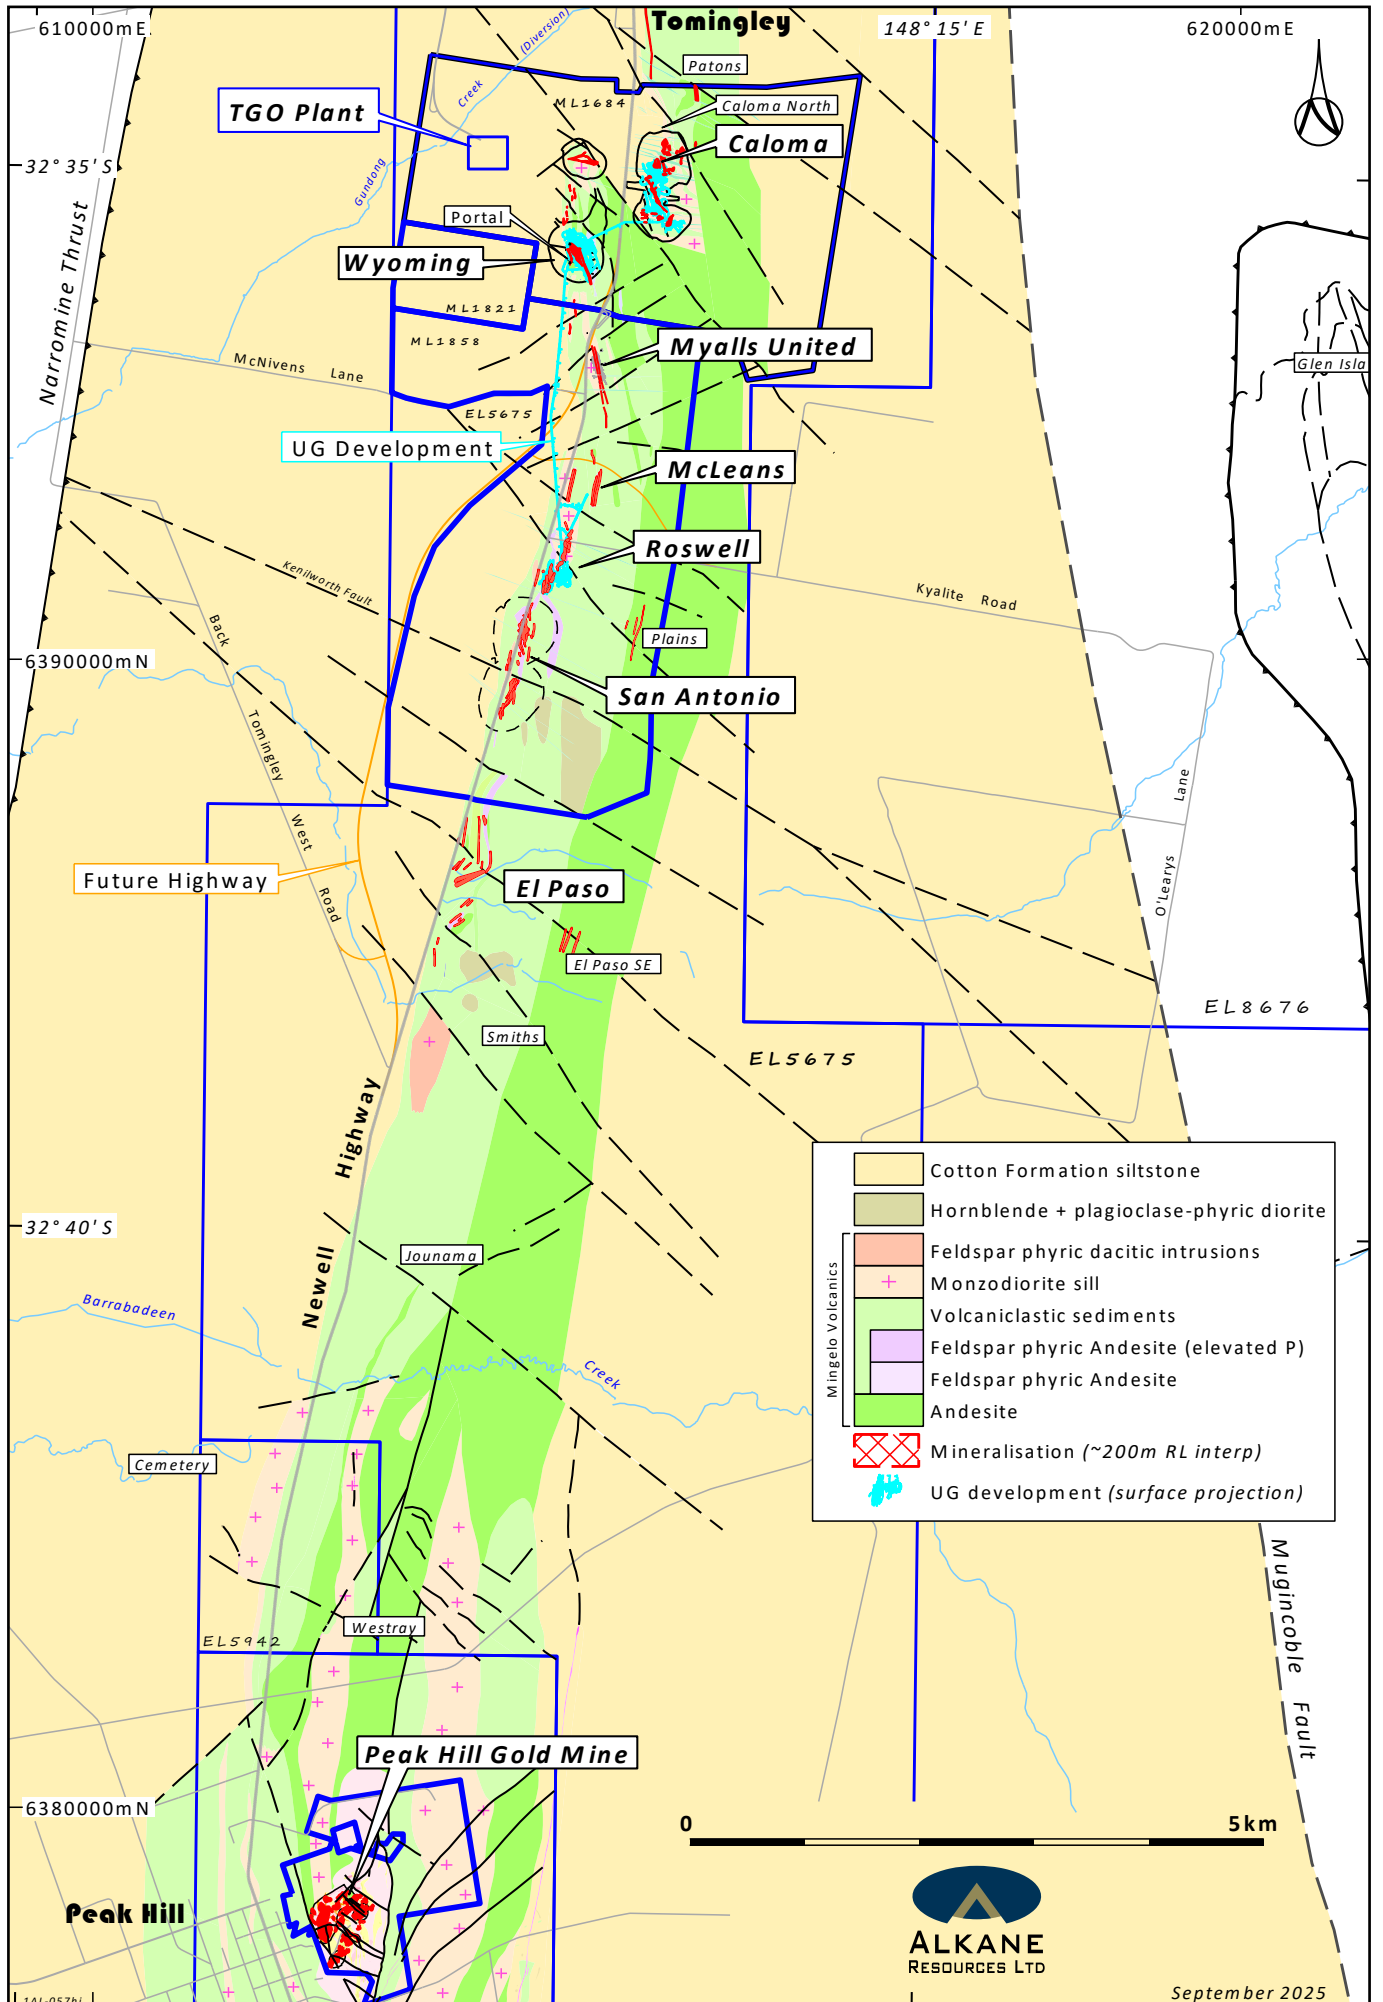 610000mE
Tomingley
148° 15' E
620000mE
(Diversion)
Creek
Gundong
Patons
ML1684
Caloma North
TGO Plant
Caloma
32° 35' S
Portal
Wyoming
Narromine Thrust
ML1821
ML1858
Myalls United
Glen Isla
McNivens Lane
EL5675
UG Development
McLeans
Roswell
Kenilworth Fault
Kyalite Road
Back
Tomingley
West
Road
Plains
6390000mN
San Antonio
Lane
O'Learys
Future Highway
El Paso
El Paso SE
EL8676
Smiths
EL5675
Highway
Newell
32° 40' S
Jounama
Barrabadeen
Creek
Cemetery
Westray
EL5942
Cotton Formation siltstone
Hornblende + plagioclase-phyric diorite
Mingelo Volcanics
Feldspar phyric dacitic intrusions
Monzodiorite sill
Volcaniclastic sediments
Feldspar phyric Andesite (elevated P)
Feldspar phyric Andesite
Andesite
Mineralisation (~200m RL interp)
UG development (surface projection)
Mugincoble Fault
Peak Hill Gold Mine
6380000mN
0
5km
Peak Hill
ALKANE
RESOURCES LTD
September 2025